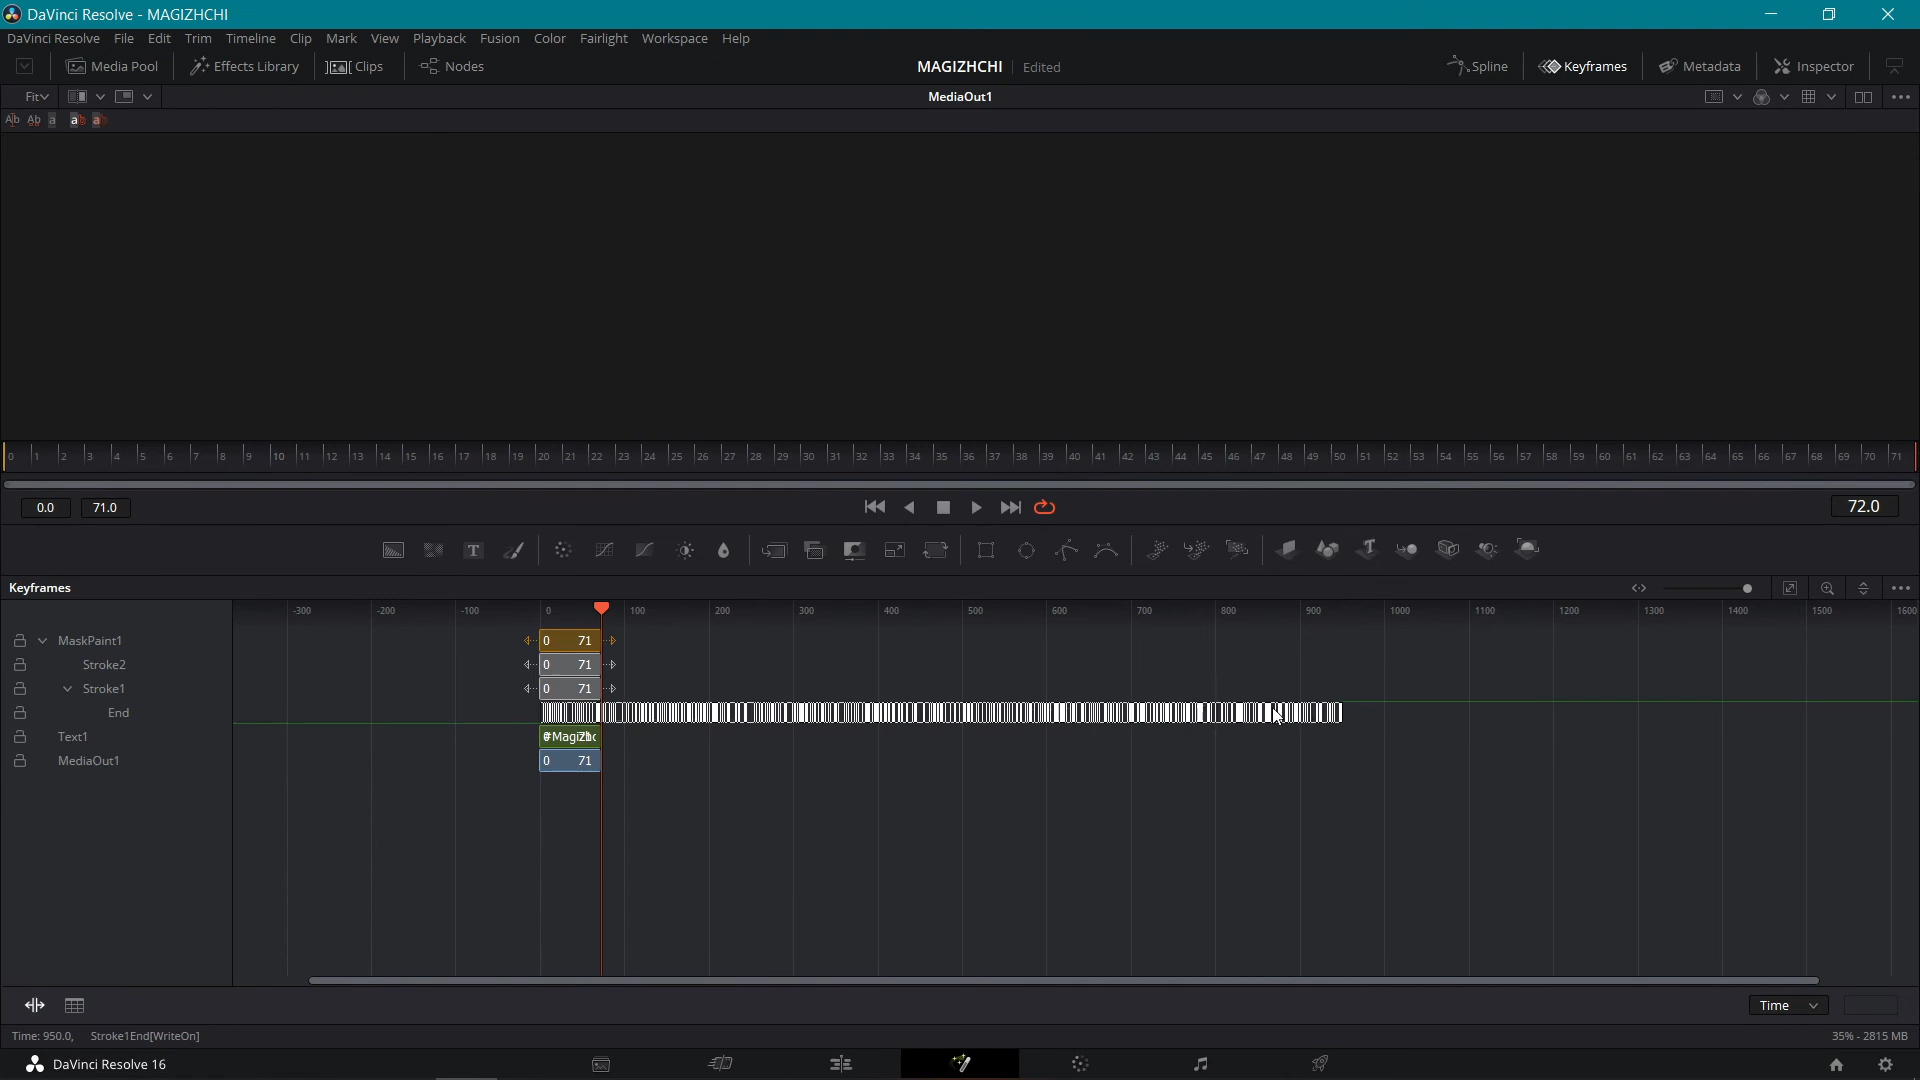 DaVinci Resolve - MAGIZHCHI
DaVinci Resolve File Edit Trim Timeline Clip Mark View Playback Fusion Color Fairlight Workspace Help
Media Pool Effects Library Clips Nodes MAGIZHCHI Edited Spline Keyframes Metadata Inspector
Fit MediaOut1
Ab Ab a ab ab
0 1 2 3 4 5 6 7 8 9 10 11 12 13 14 15 16 17 18 19 20 21 22 23 24 25 26 27 28 29 30 31 32 33 34 35 36 37 38 39 40 41 42 43 44 45 46 47 48 49 50 51 52 53 54 55 56 57 58 59 60 61 62 63 64 65 66 67 68 69 70 71
0.0 71.0 72.0
T T
Keyframes
-300 -200 -100 0 100 200 300 400 500 600 700 800 900 1000 1100 1200 1300 1400 1500 1600
MaskPaint1 0 71
Stroke2 0 71
Stroke1 0 71
End
Text1
MediaOut1 0 71
Time
Time: 950.0, Stroke1End[WriteOn] 35% - 2815 MB
DaVinci Resolve 16